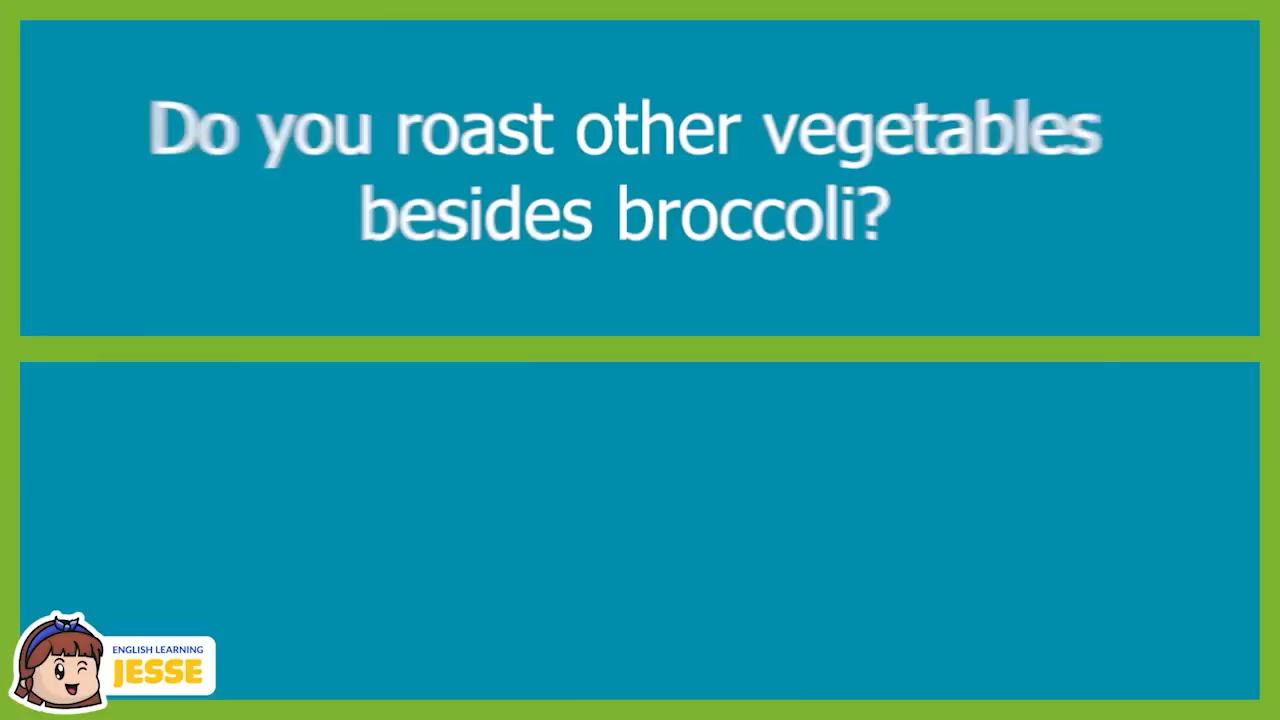 Do you roast other vegetables
besides broccoli?
ENGLISH LEARNING
JESSE